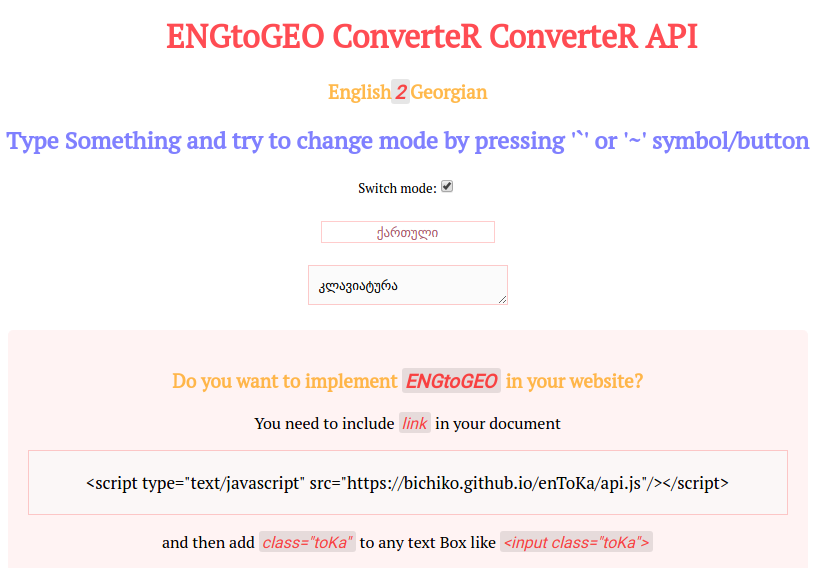 ENGtoGEO ConverteR ConverteR API
English 2 Georgian
Type Something and try to change mode by pressing '`' or '~' symbol/button
Switch mode:
ქართული
კლავიატურა
Do you want to implement ENGtoGEO in your website?
You need to include link in your document
<script type="text/javascript" src="https://bichiko.github.io/enToKa/api.js"/></script>
and then add class="toKa" to any text Box like <input class="toKa">